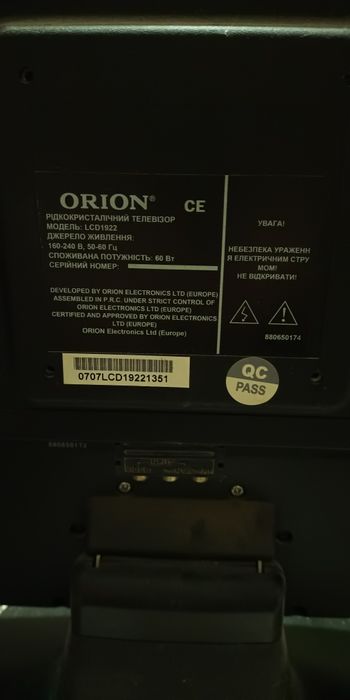 ORION®
CE
РІДКОКРИСТАЛІЧНИЙ ТЕЛЕВІЗОР
МОДЕЛЬ: LCD1922
ДЖЕРЕЛО ЖИВЛЕННЯ:
160-240 В, 50-60 Гц
СПОЖИВАНА ПОТУЖНІСТЬ: 60 Вт
СЕРІЙНИЙ НОМЕР:
DEVELOPED BY ORION ELECTRONICS LTD (EUROPE)
ASSEMBLED IN P.R.C. UNDER STRICT CONTROL OF
ORION ELECTRONICS LTD (EUROPE)
CERTIFIED AND APPROVED BY ORION ELECTRONICS
LTD (EUROPE)
ORION Electronics Ltd (Europe)
УВАГА!
НЕБЕЗПЕКА УРАЖЕНН
Я ЕЛЕКТРИЧНИМ СТРУ
МОМ!
НЕ ВІДКРИВАТИ!
880650174
0707LCD19221351
QC
PASS
880650173